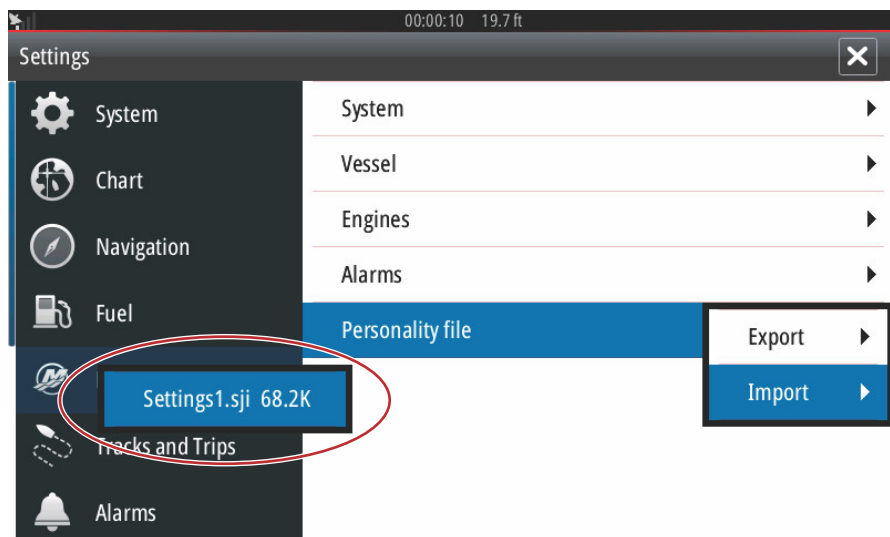 00:00:10 19.7 ft
Settings
System
Chart
Navigation
Fuel
Settings1.sji 68.2K
Tracks and Trips
Alarms
System
Vessel
Engines
Alarms
Personality file
Export
Import